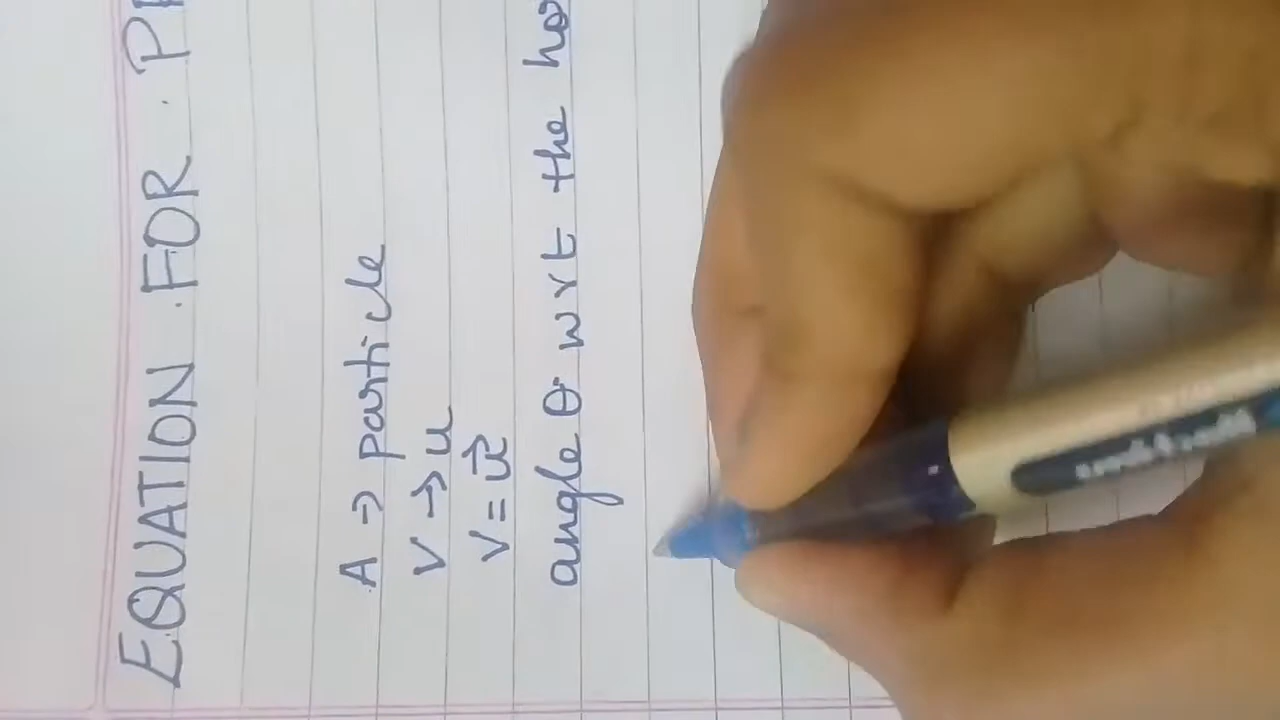 EQUATION FOR
A → particle
V → u
V = u⃗
angle θ wrt the